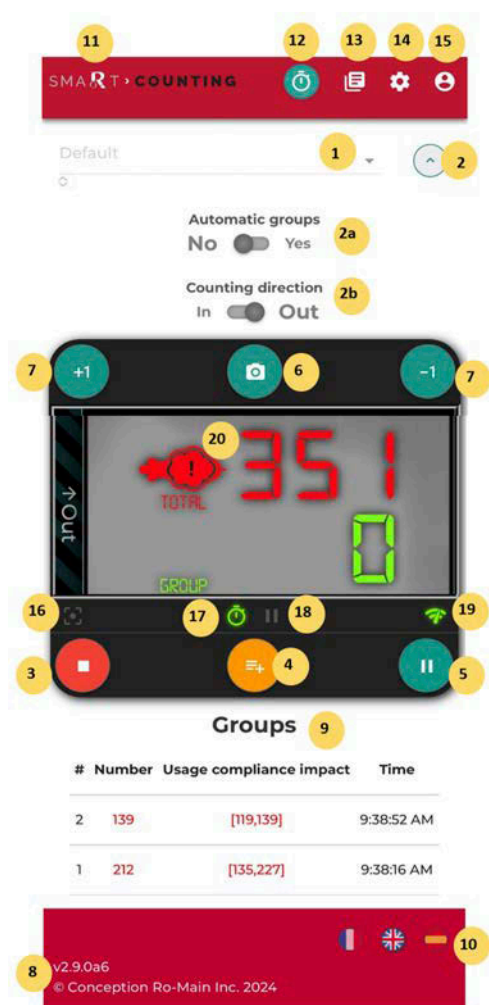 11
12
13
14
15
SMART › COUNTING
Default
1
2
Automatic groups
No Yes
2a
Counting direction
In Out
2b
7
+1
6
-1
7
20
351
!
TOTAL
→Out
0
GROUP
16
17
18
19
3
4
5
Groups
9
# Number Usage compliance impact Time
2 139 [119,139] 9:38:52 AM
1 212 [135,227] 9:38:16 AM
10
8
v2.9.0a6
© Conception Ro-Main Inc. 2024